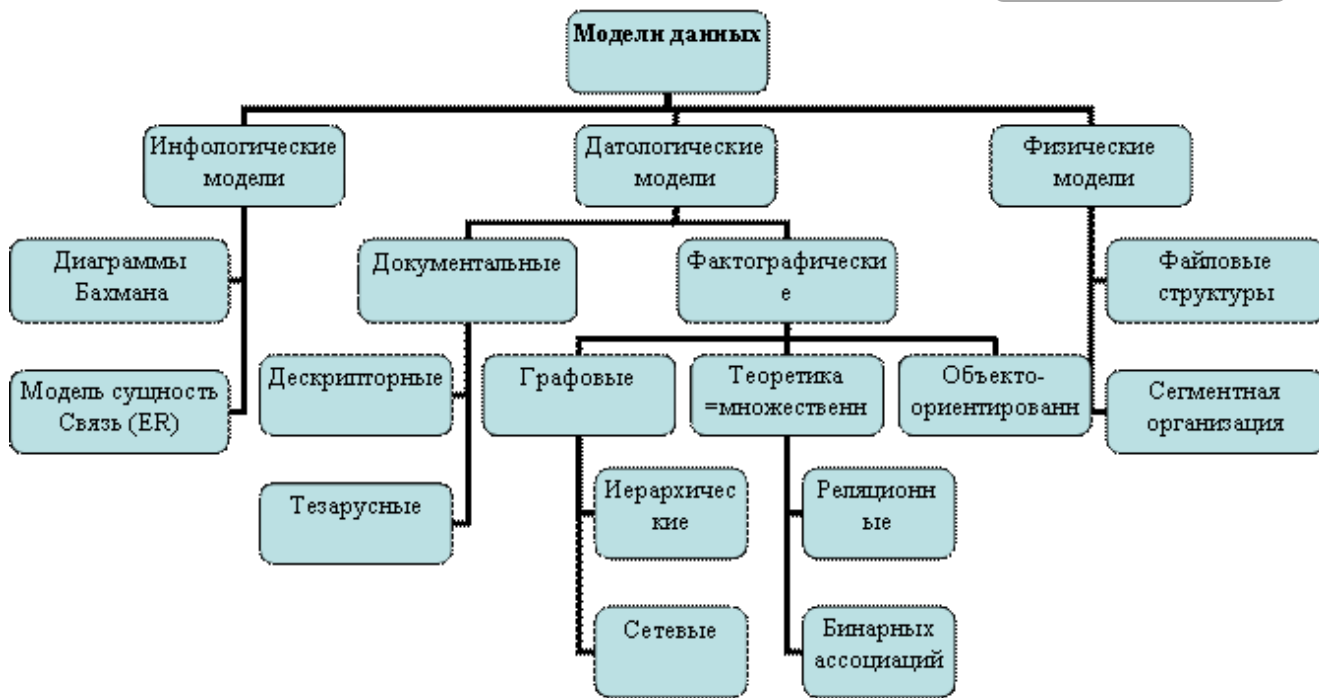 Модели данных
Инфологические
модели
Датологические
модели
Физические
модели
Диаграммы
Бахмана
Документальные
Фактографически
е
Файловые
структуры
Модель сущность
Связь (ER)
Дескрипторные
Графовые
Теоретика
=множественн
Объекто-
ориентированн
Сегментная
организация
Тезарусные
Иерархичес
кие
Реляционн
ые
Сетевые
Бинарных
ассоциаций